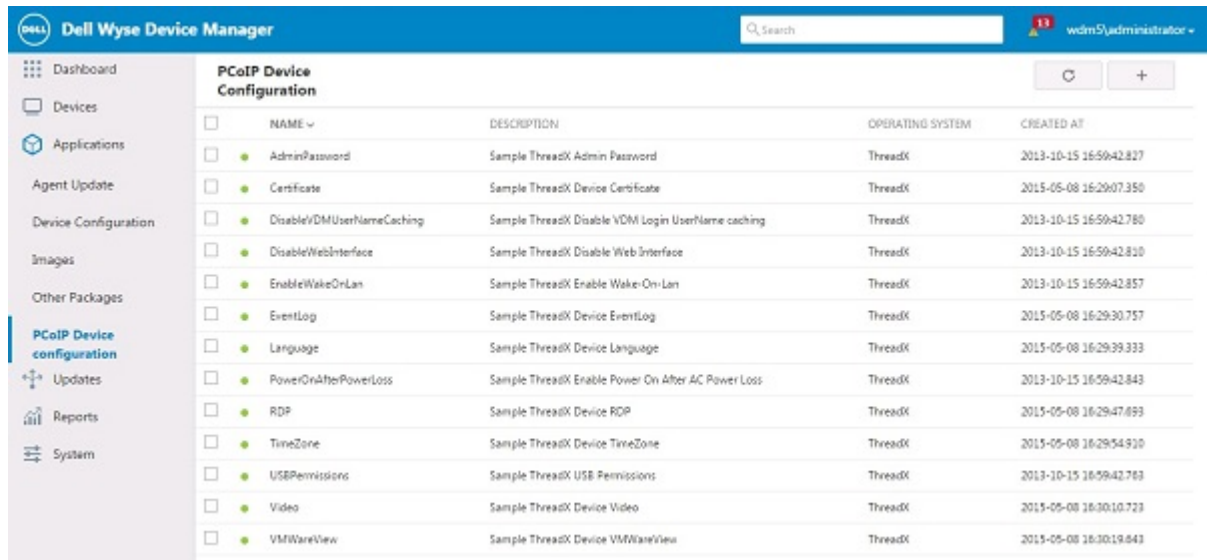 DELL Dell Wyse Device Manager
Search
13
wdm5\administrator
Dashboard
Devices
Applications
Agent Update
Device Configuration
Images
Other Packages
PCoIP Device
configuration
Updates
Reports
System
PCoIP Device
Configuration
NAME DESCRIPTION OPERATING SYSTEM CREATED AT
AdminPassword Sample ThreadX Admin Password ThreadX 2013-10-15 16:59:42.827
Certificate Sample ThreadX Device Certificate ThreadX 2015-05-08 16:29:07.350
DisableVDMUserNameCaching Sample ThreadX Disable VDM Login UserName caching ThreadX 2013-10-15 16:59:42.780
DisableWebInterface Sample ThreadX Disable Web Interface ThreadX 2013-10-15 16:59:42.810
EnableWakeOnLan Sample ThreadX Enable Wake-On-Lan ThreadX 2013-10-15 16:59:42.857
EventLog Sample ThreadX Device EventLog ThreadX 2015-05-08 16:29:30.757
Language Sample ThreadX Device Language ThreadX 2015-05-08 16:29:39.333
PowerOnAfterPowerLoss Sample ThreadX Enable Power On After AC Power Loss ThreadX 2013-10-15 16:59:42.843
RDP Sample ThreadX Device RDP ThreadX 2015-05-08 16:29:47.693
TimeZone Sample ThreadX Device TimeZone ThreadX 2015-05-08 16:29:54.910
USBPermissions Sample ThreadX USB Permissions ThreadX 2013-10-15 16:59:42.763
Video Sample ThreadX Device Video ThreadX 2015-05-08 16:30:10.723
VMWareView Sample ThreadX Device VMWareView ThreadX 2015-05-08 16:30:19.643